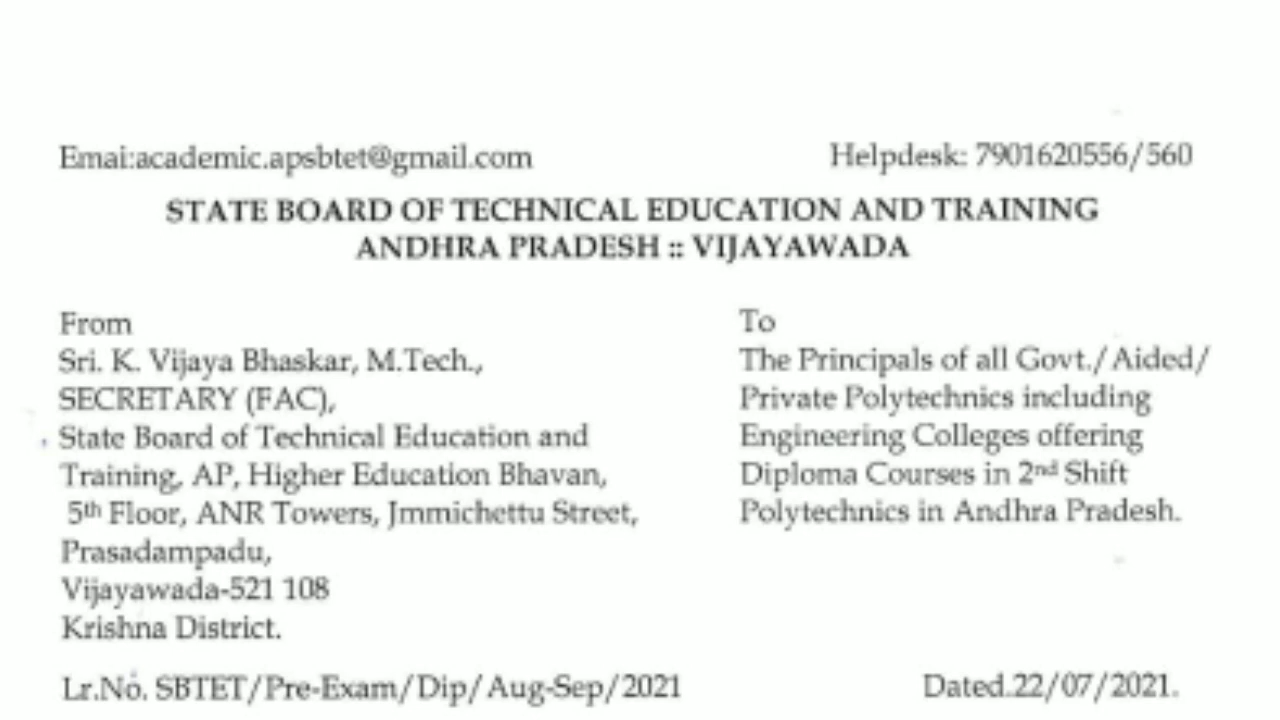 Emai:academic.apsbtet@gmail.com Helpdesk: 7901620556/560
STATE BOARD OF TECHNICAL EDUCATION AND TRAINING
ANDHRA PRADESH :: VIJAYAWADA
From
Sri. K. Vijaya Bhaskar, M.Tech.,
SECRETARY (FAC),
State Board of Technical Education and
Training, AP, Higher Education Bhavan,
5th Floor, ANR Towers, Jmmichettu Street,
Prasadampadu,
Vijayawada-521 108
Krishna District.
To
The Principals of all Govt./Aided/
Private Polytechnics including
Engineering Colleges offering
Diploma Courses in 2nd Shift
Polytechnics in Andhra Pradesh.
Lr.No. SBTET/Pre-Exam/Dip/Aug-Sep/2021 Dated.22/07/2021.